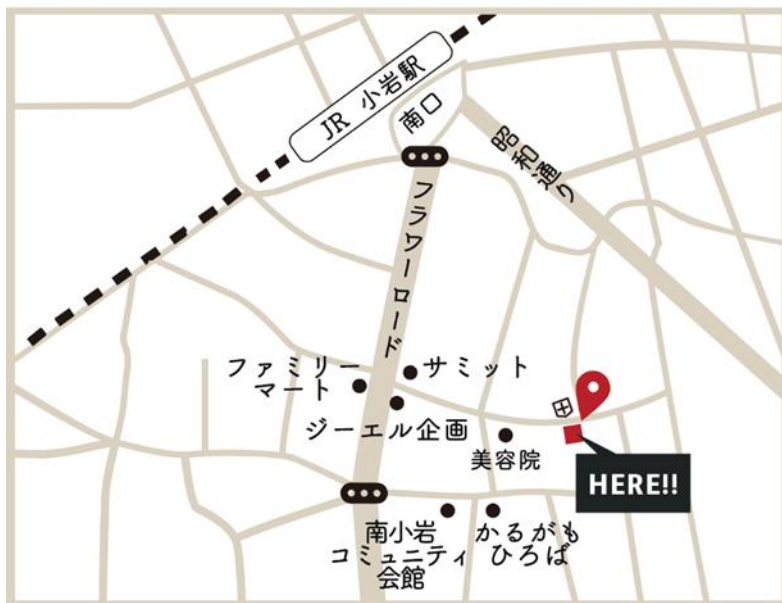 JR 小岩駅
南口
昭和通り
フラワーロード
ファミリー
マート
サミット
ジーエル企画
美容院
HERE!!
南小岩
コミュニティ
会館
かるがも
ひろば